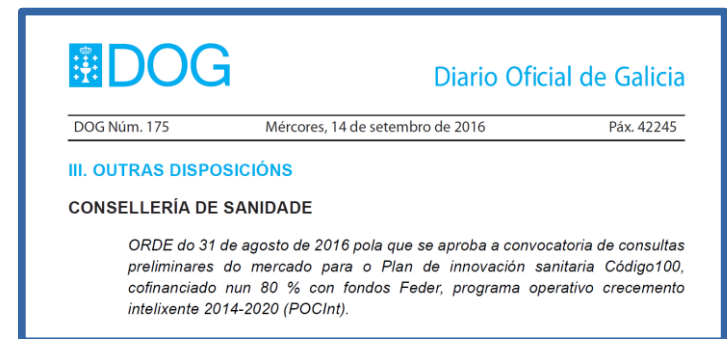 DOG
Diario Oficial de Galicia
DOG Núm. 175 Mércores, 14 de setembro de 2016 Páx. 42245
III. OUTRAS DISPOSICIÓNS
CONSELLERÍA DE SANIDADE
ORDE do 31 de agosto de 2016 pola que se aproba a convocatoria de consultas
preliminares do mercado para o Plan de innovación sanitaria Código100,
cofinanciado nun 80 % con fondos Feder, programa operativo crecemento
intelixente 2014-2020 (POCInt).